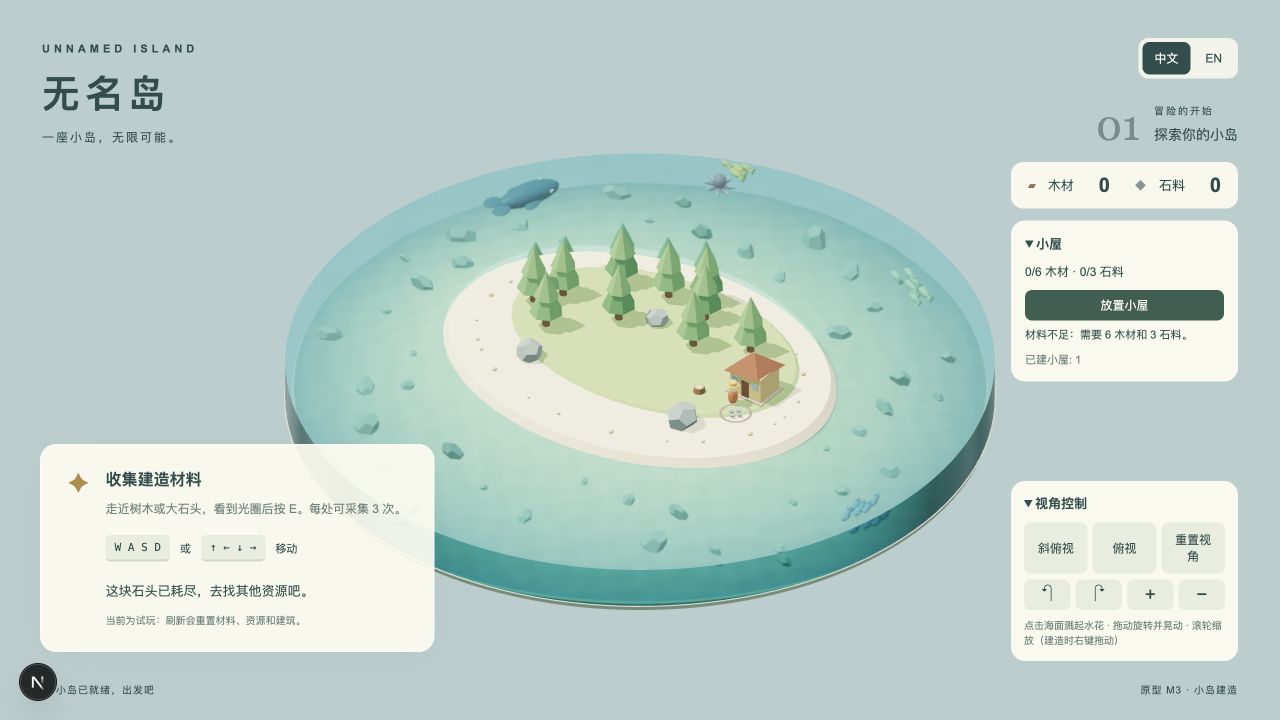 UNNAMED ISLAND
无名岛
一座小岛，无限可能。
中文 EN
01
冒险的开始
探索你的小岛
木材 0 石料 0
▼小屋
0/6 木材 · 0/3 石料
放置小屋
材料不足：需要 6 木材和 3 石料。
已建小屋: 1
收集建造材料
走近树木或大石头，看到光圈后按 E。每处可采集 3 次。
W A S D 或 ↑ ← ↓ → 移动
这块石头已耗尽，去找其他资源吧。
当前为试玩：刷新会重置材料、资源和建筑。
▼视角控制
斜俯视 俯视 重置视
角
+ −
点击海面溅起水花 · 拖动旋转并晃动 · 滚轮缩
放（建造时右键拖动）
N
小岛已就绪，出发吧
原型 M3 · 小岛建造